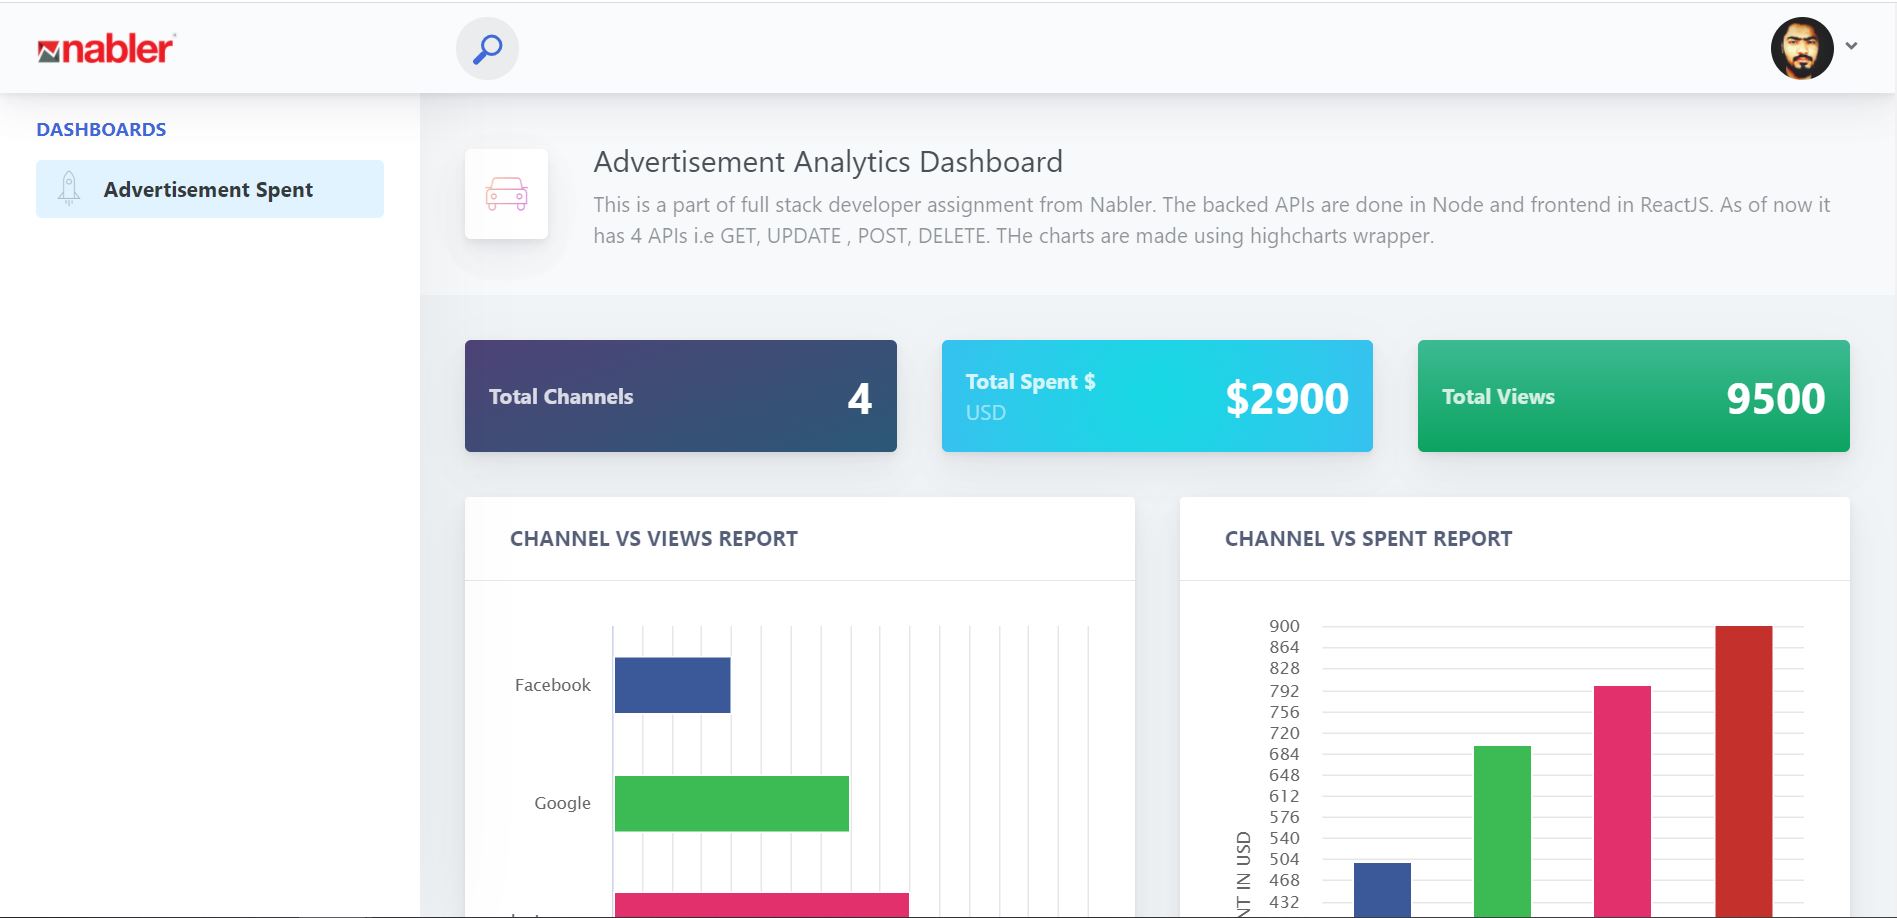 nabler
DASHBOARDS
Advertisement Spent
Advertisement Analytics Dashboard
This is a part of full stack developer assignment from Nabler. The backed APIs are done in Node and frontend in ReactJS. As of now it
has 4 APIs i.e GET, UPDATE , POST, DELETE. THe charts are made using highcharts wrapper.
Total Channels
4
Total Spent $
USD
$2900
Total Views
9500
CHANNEL VS VIEWS REPORT
Facebook
Google
CHANNEL VS SPENT REPORT
900
864
828
792
756
720
684
648
612
576
540
504
468
432
IN USD